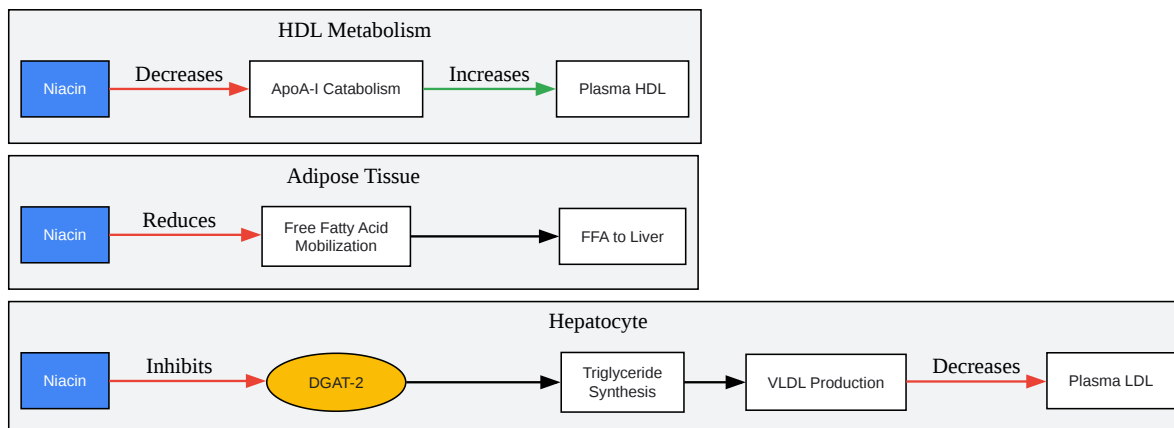 HDL Metabolism
Niacin
Decreases
ApoA-I Catabolism
Increases
Plasma HDL
Adipose Tissue
Niacin
Reduces
Free Fatty Acid
Mobilization
FFA to Liver
Hepatocyte
Niacin
Inhibits
DGAT-2
Triglyceride
Synthesis
VLDL Production
Decreases
Plasma LDL